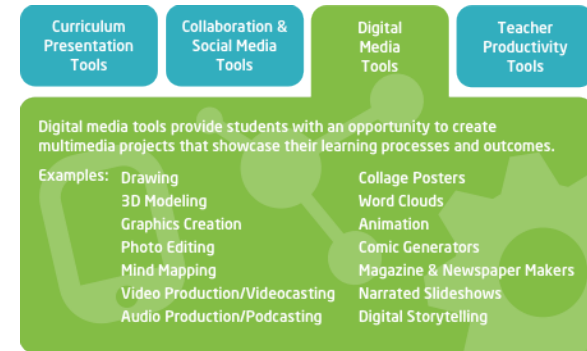 Curriculum
Presentation
Tools
Collaboration &
Social Media
Tools
Digital
Media
Tools
Teacher
Productivity
Tools
Digital media tools provide students with an opportunity to create
multimedia projects that showcase their learning processes and outcomes.
Examples:
Drawing
3D Modeling
Graphics Creation
Photo Editing
Mind Mapping
Video Production/Videocasting
Audio Production/Podcasting
Collage Posters
Word Clouds
Animation
Comic Generators
Magazine & Newspaper Makers
Narrated Slideshows
Digital Storytelling